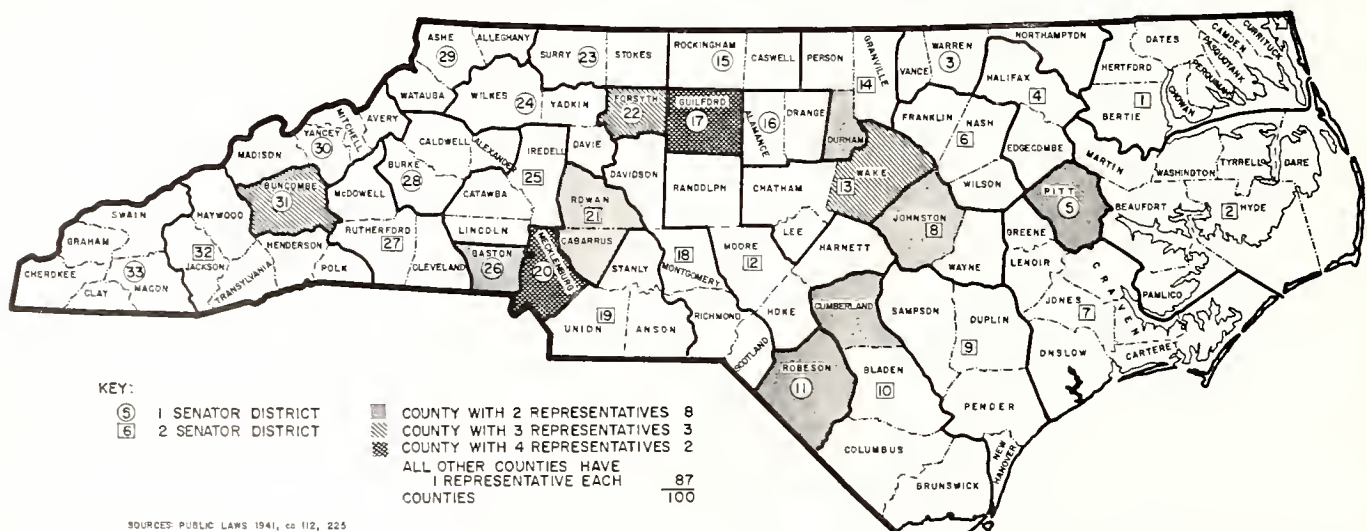 ASHE
ALLEGHANY
29
SURRY 23
STOKES
ROCKINGHAM
15
CASWELL
PERSON
GRANVILLE
14
VANCE
WARREN
3
NORTHAMPTON
HALIFAX
4
HERTFORD
DATES
CAMDEN
CURRITUCK
PASQUOTANK
PERQUIMANS
CHOWAN
1
BERTIE
WATAUBA
WILKES
24
YADKIN
FORSYTH
22
GUILFORD
17
ALAMANCE
16
ORANGE
DURHAM
FRANKLIN
NASH
6
EDGECOMBE
MARTIN
WASHINGTON
TYRRELL
DARE
MADISON
YANCEY
30
MITCHELL
AVERY
CALDWELL
ALEXANDER
IREDELL
25
DAVIE
DAVIDSON
RANDOLPH
CHATHAM
WAKE
13
WILSON
PITT
5
BEAUFORT
HYDE
2
BUNCOMBE
31
McDOWELL
BURKE
28
CATAWBA
ROWAN
21
LEE
JOHNSTON
8
GREENE
SWAIN
GRAHAM
HAYWOOD
32
JACKSON
HENDERSON
TRANSYLVANIA
POLK
RUTHERFORD
27
CLEVELAND
LINCOLN
GASTON
26
MECKLENBURG
20
CABARRUS
STANLY
18
MONTGOMERY
MOORE
12
HARNETT
WAYNE
LENOIR
CRAVEN
PAMLICO
CHEROKEE
33
CLAY
MACON
UNION
19
ANSON
RICHMOND
SCOTLAND
HOKE
CUMBERLAND
SAMPSON
DUPLIN
9
JONES
7
ONSLOW
CARTERET
ROBESON
11
BLADEN
10
PENDER
COLUMBUS
NEW HANOVER
BRUNSWICK
KEY:
5 1 SENATOR DISTRICT
6 2 SENATOR DISTRICT
COUNTY WITH 2 REPRESENTATIVES 8
COUNTY WITH 3 REPRESENTATIVES 3
COUNTY WITH 4 REPRESENTATIVES 2
ALL OTHER COUNTIES HAVE
1 REPRESENTATIVE EACH 87
COUNTIES 100
SOURCES: PUBLIC LAWS 1941, cc 112, 225